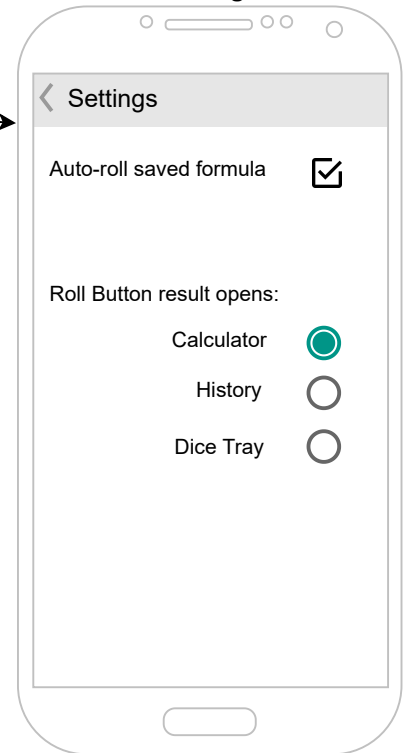 Settings
Auto-roll saved formula
Roll Button result opens:
Calculator
History
Dice Tray